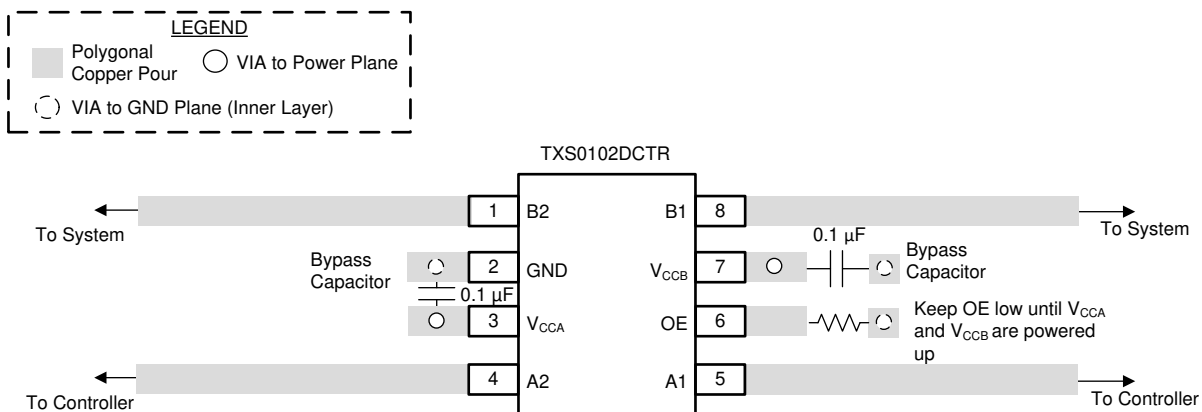 LEGEND
Polygonal
Copper Pour
VIA to Power Plane
VIA to GND Plane (Inner Layer)
TXS0102DCTR
1 B2
B1 8
To System
To System
Bypass
Capacitor
2 GND
0.1 µF
3 VCCA
VCCB 7
0.1 µF
Bypass
Capacitor
OE 6
Keep OE low until VCCA
and VCCB are powered
up
4 A2
A1 5
To Controller
To Controller